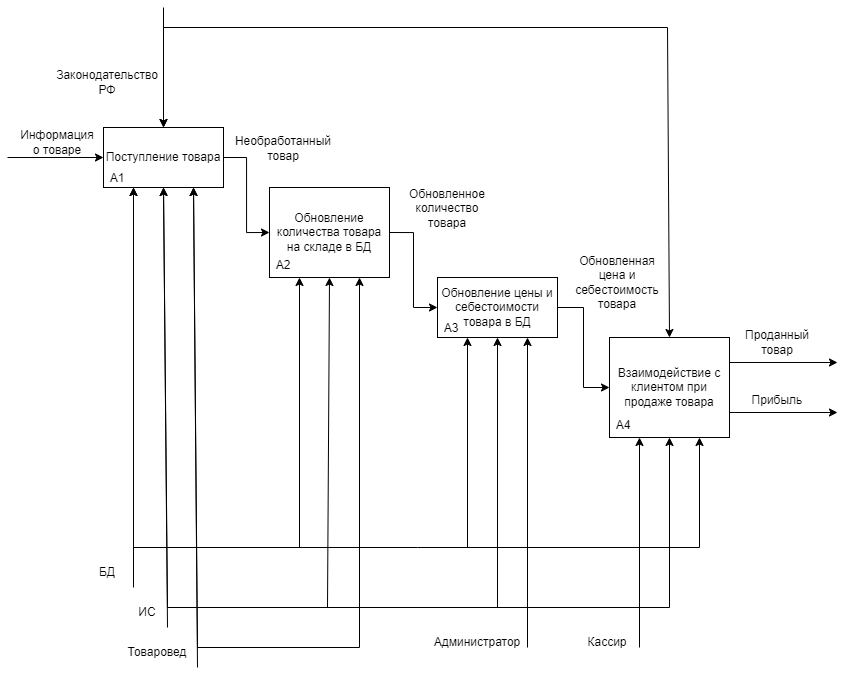 Законодательство
РФ
Информация
о товаре
Поступление товара
A1
Необработанный
товар
Обновление
количества товара
на складе в БД
A2
Обновленное
количество
товара
Обновление цены и
себестоимости
товара в БД
A3
Обновленная
цена и
себестоимость
товара
Взаимодействие с
клиентом при
продаже товара
A4
Проданный
товар
Прибыль
БД
ИС
Товаровед
Администратор
Кассир